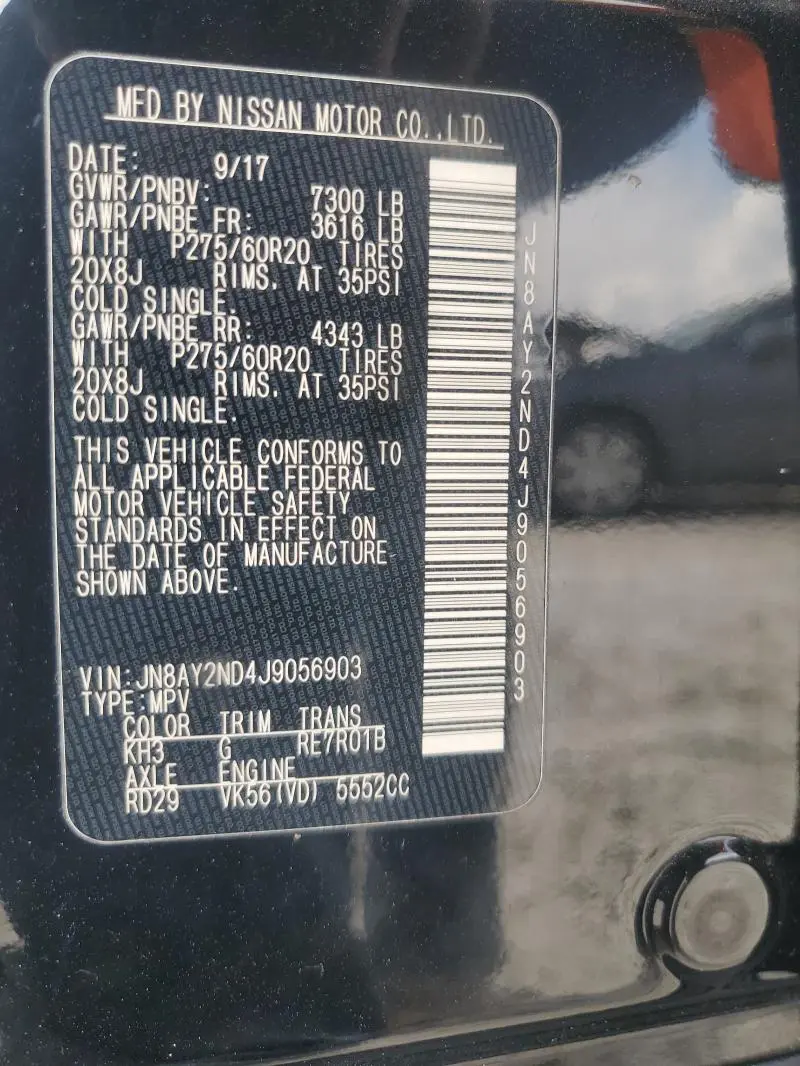 MFD BY NISSAN MOTOR CO.,LTD.
DATE: 9/17
GVWR/PNBV: 7300 LB
GAWR/PNBE FR: 3616 LB
WITH P275/60R20 TIRES
20X8J RIMS. AT 35PSI
COLD SINGLE.
GAWR/PNBE RR: 4343 LB
WITH P275/60R20 TIRES
20X8J RIMS. AT 35PSI
COLD SINGLE.
THIS VEHICLE CONFORMS TO
ALL APPLICABLE FEDERAL
MOTOR VEHICLE SAFETY
STANDARDS IN EFFECT ON
THE DATE OF MANUFACTURE
SHOWN ABOVE.
VIN:JN8AY2ND4J9056903
TYPE:MPV
COLOR TRIM TRANS
KH3 G RE7R01B
AXLE ENGINE
RD29 VK56(VD) 5552CC
JN8AY2ND4J9056903